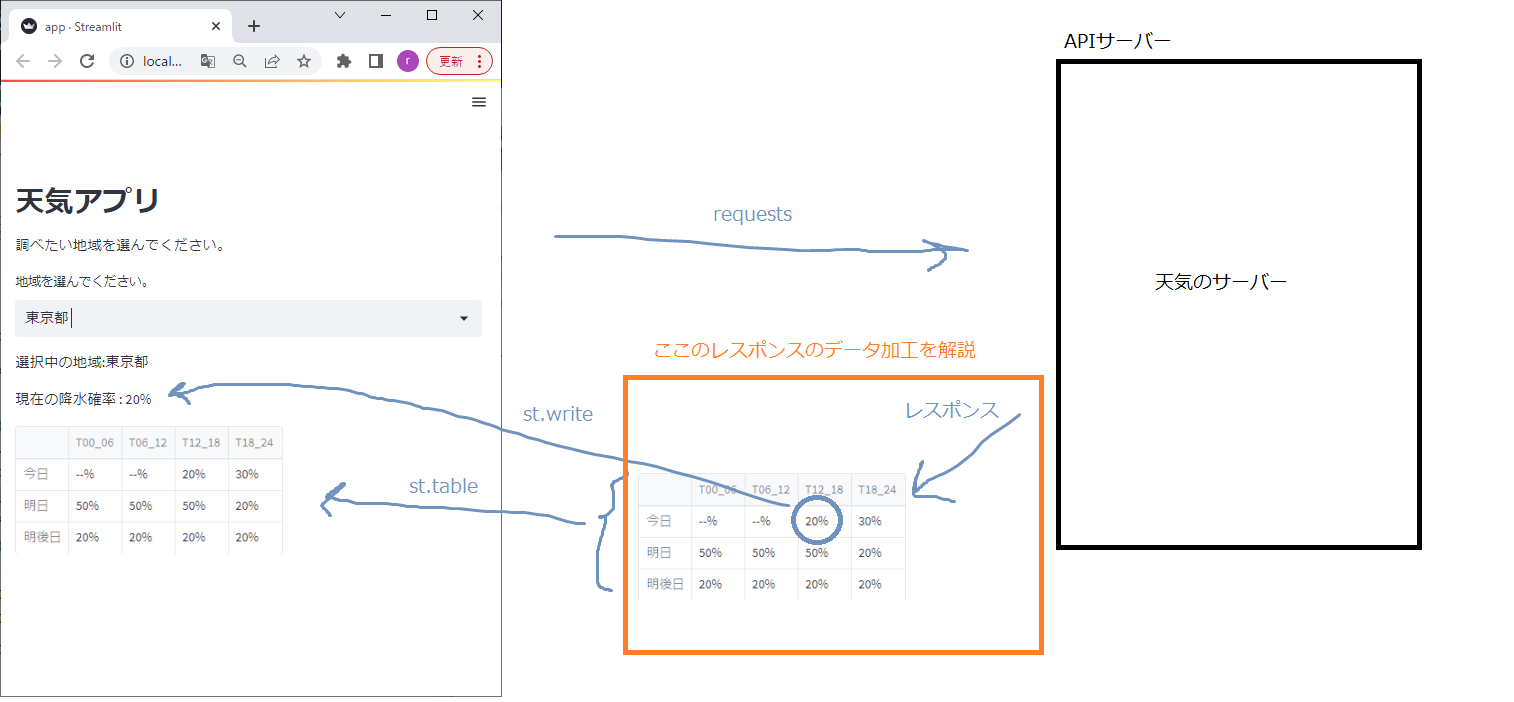 app · Streamlit
local...
r
更新
天気アプリ
調べたい地域を選んでください。
地域を選んでください。
東京都
選択中の地域:東京都
現在の降水確率 : 20%
T00_06 T06_12 T12_18 T18_24
今日 --% --% 20% 30%
明日 50% 50% 50% 20%
明後日 20% 20% 20% 20%
requests
st.write
st.table
ここのレスポンスのデータ加工を解説
レスポンス
T00_06 T06_12 T12_18 T18_24
今日 --% --% 20% 30%
明日 50% 50% 50% 20%
明後日 20% 20% 20% 20%
APIサーバー
天気のサーバー